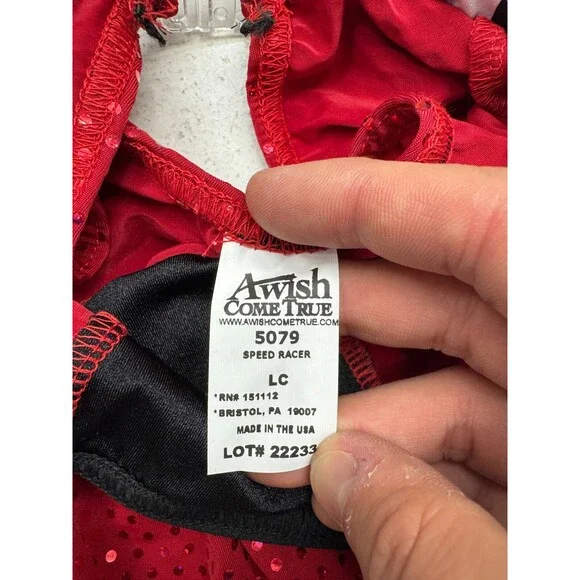 Awish
COME TRUE
WWW.AWISHCOMETRUE.COM
5079
SPEED RACER
LC
*RN# 151112
*BRISTOL, PA 19007
MADE IN THE USA
LOT# 22233